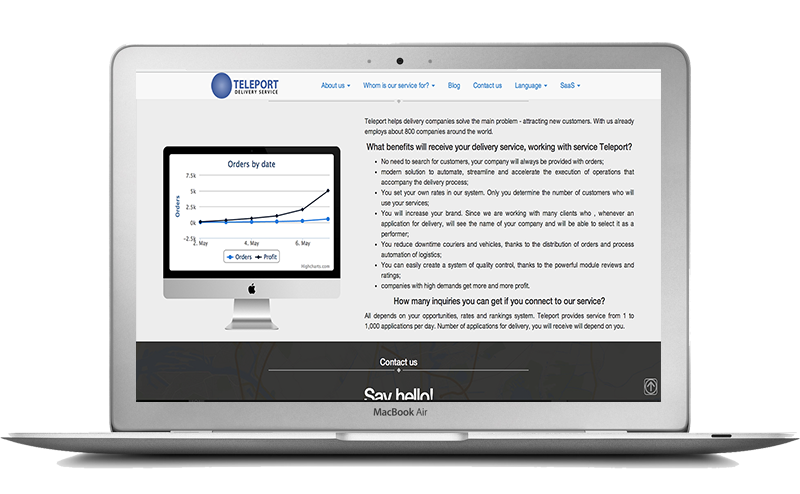 TELEPORT
DELIVERY SERVICE
About us
Whom is our service for?
Blog
Contact us
Language
SaaS
Teleport helps delivery companies solve the main problem - attracting new customers. With us already
employs about 800 companies around the world.
What benefits will receive your delivery service, working with service Teleport?
No need to search for customers, your company will always be provided with orders;
modern solution to automate, streamline and accelerate the execution of operations that
accompany the delivery process;
You set your own rates in our system. Only you determine the number of customers who will
use your services;
You will increase your brand. Since we are working with many clients who , whenever an
application for delivery, will see the name of your company and will be able to select it as a
performer;
You reduce downtime couriers and vehicles, thanks to the distribution of orders and process
automation of logistics;
You can easily create a system of quality control, thanks to the powerful module reviews and
ratings;
companies with high demands get more and more profit.
How many inquiries you can get if you connect to our service?
All depends on your opportunities, rates and rankings system. Teleport provides service from 1 to
1,000 applications per day. Number of applications for delivery, you will receive will depend on you.
Orders by date
Orders
7.5k
5k
2.5k
0k
-2.5k
2. May
4. May
6. May
Orders
Profit
Highcharts.com
Contact us
Say hello!
MacBook Air